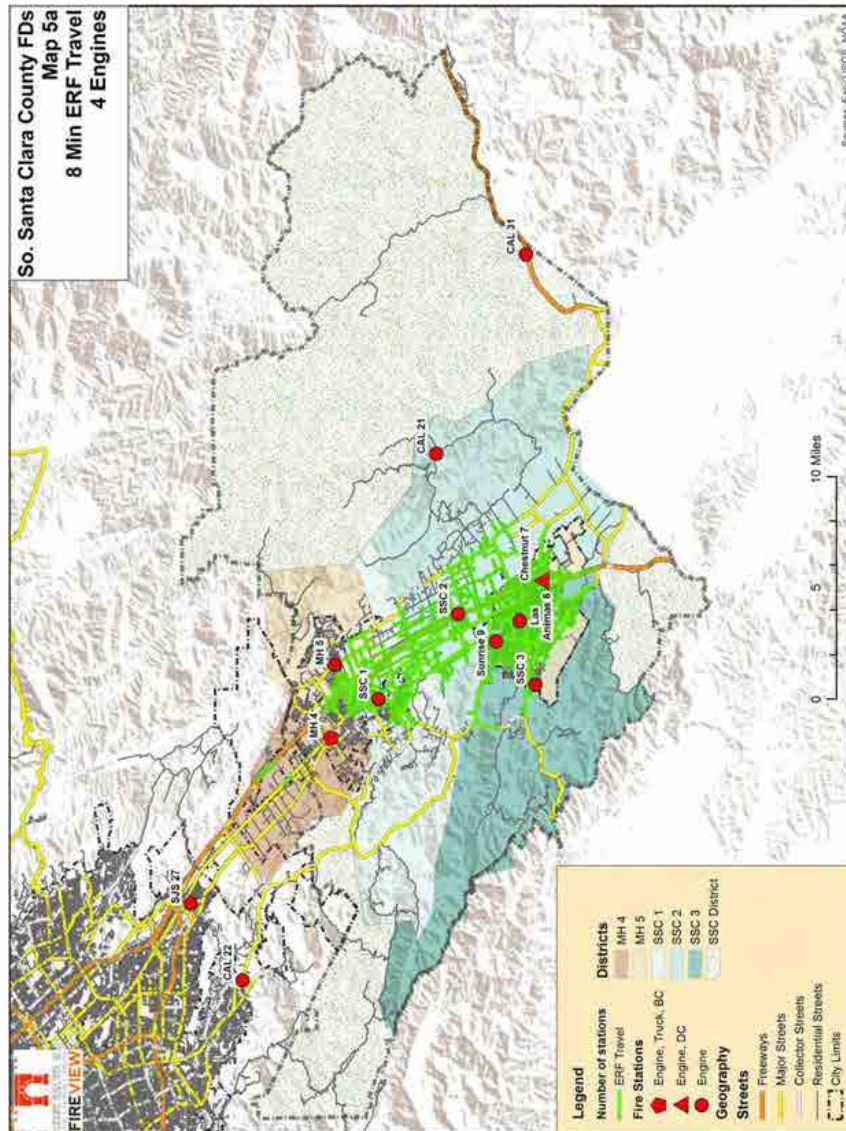 So. Santa Clara County FDs
Map 5a
8 Min ERF Travel
4 Engines
FIREVIEW
SJS 27
CAL 22
MH 4
MH 5
SSC 1
SSC 2
Sunrise 9
Las
Animas 8
Chestnut 7
SSC 3
CAL 21
CAL 31
0
5
10 Miles
Legend
Number of stations
ERF Travel
Fire Stations
Engine, Truck, BC
Engine, DC
Engine
Geography
Streets
Freeways
Major Streets
Collector Streets
Residential Streets
City Limits
Districts
MH 4
MH 5
SSC 1
SSC 2
SSC 3
SSC District